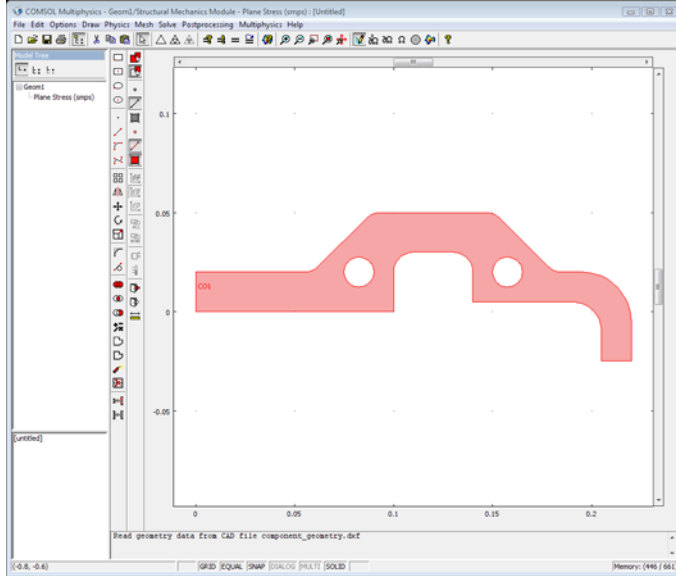 COMSOL Multiphysics - Geom1/Structural Mechanics Module - Plane Stress (smps) : [Untitled]
File Edit Options Draw Physics Mesh Solve Postprocessing Multiphysics Help
Model Tree
Geom1
Plane Stress (smps)
0.1
0.05
CO1
0
-0.05
0 0.05 0.1 0.15 0.2
[untitled]
Read geometry data from CAD file component_geometry.dxf
(-0.8, -0.6) GRID EQUAL SNAP DIALOG MULTI SOLID Memory: (446 / 661